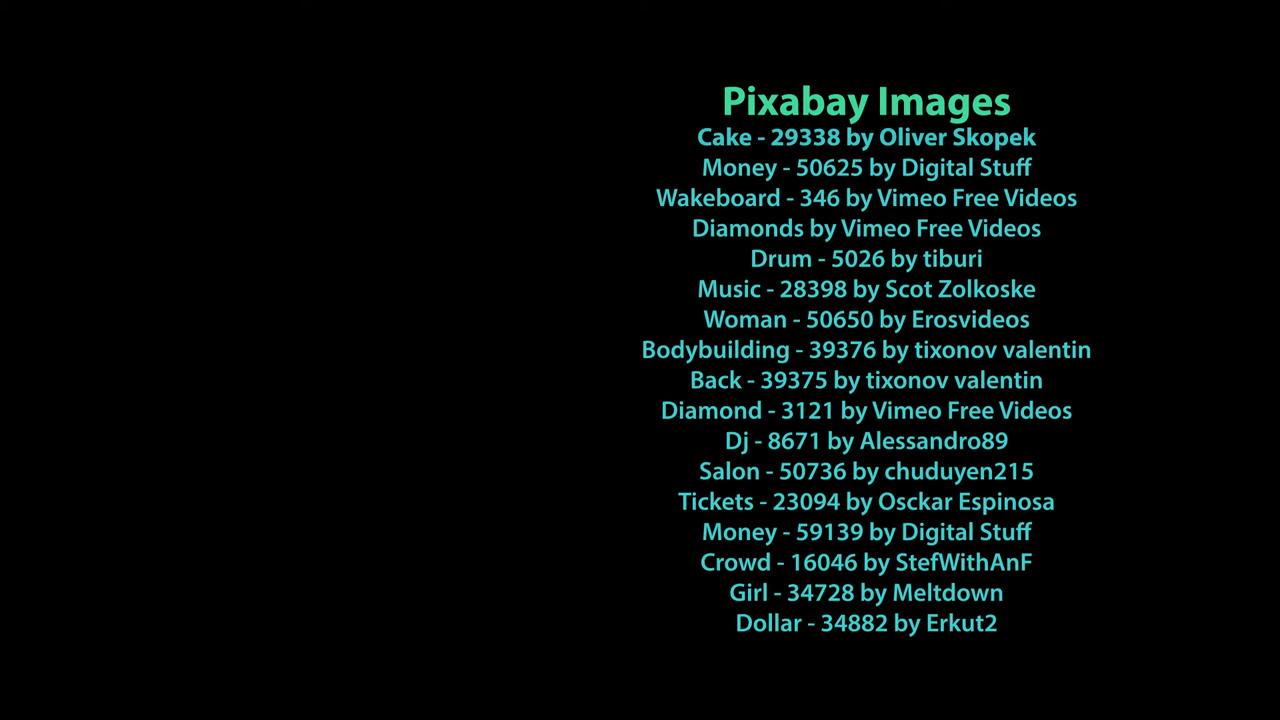 Pixabay Images
Cake - 29338 by Oliver Skopek
Money - 50625 by Digital Stuff
Wakeboard - 346 by Vimeo Free Videos
Diamonds by Vimeo Free Videos
Drum - 5026 by tiburi
Music - 28398 by Scot Zolkoske
Woman - 50650 by Erosvideos
Bodybuilding - 39376 by tixonov valentin
Back - 39375 by tixonov valentin
Diamond - 3121 by Vimeo Free Videos
Dj - 8671 by Alessandro89
Salon - 50736 by chuduyen215
Tickets - 23094 by Osckar Espinosa
Money - 59139 by Digital Stuff
Crowd - 16046 by StefWithAnF
Girl - 34728 by Meltdown
Dollar - 34882 by Erkut2